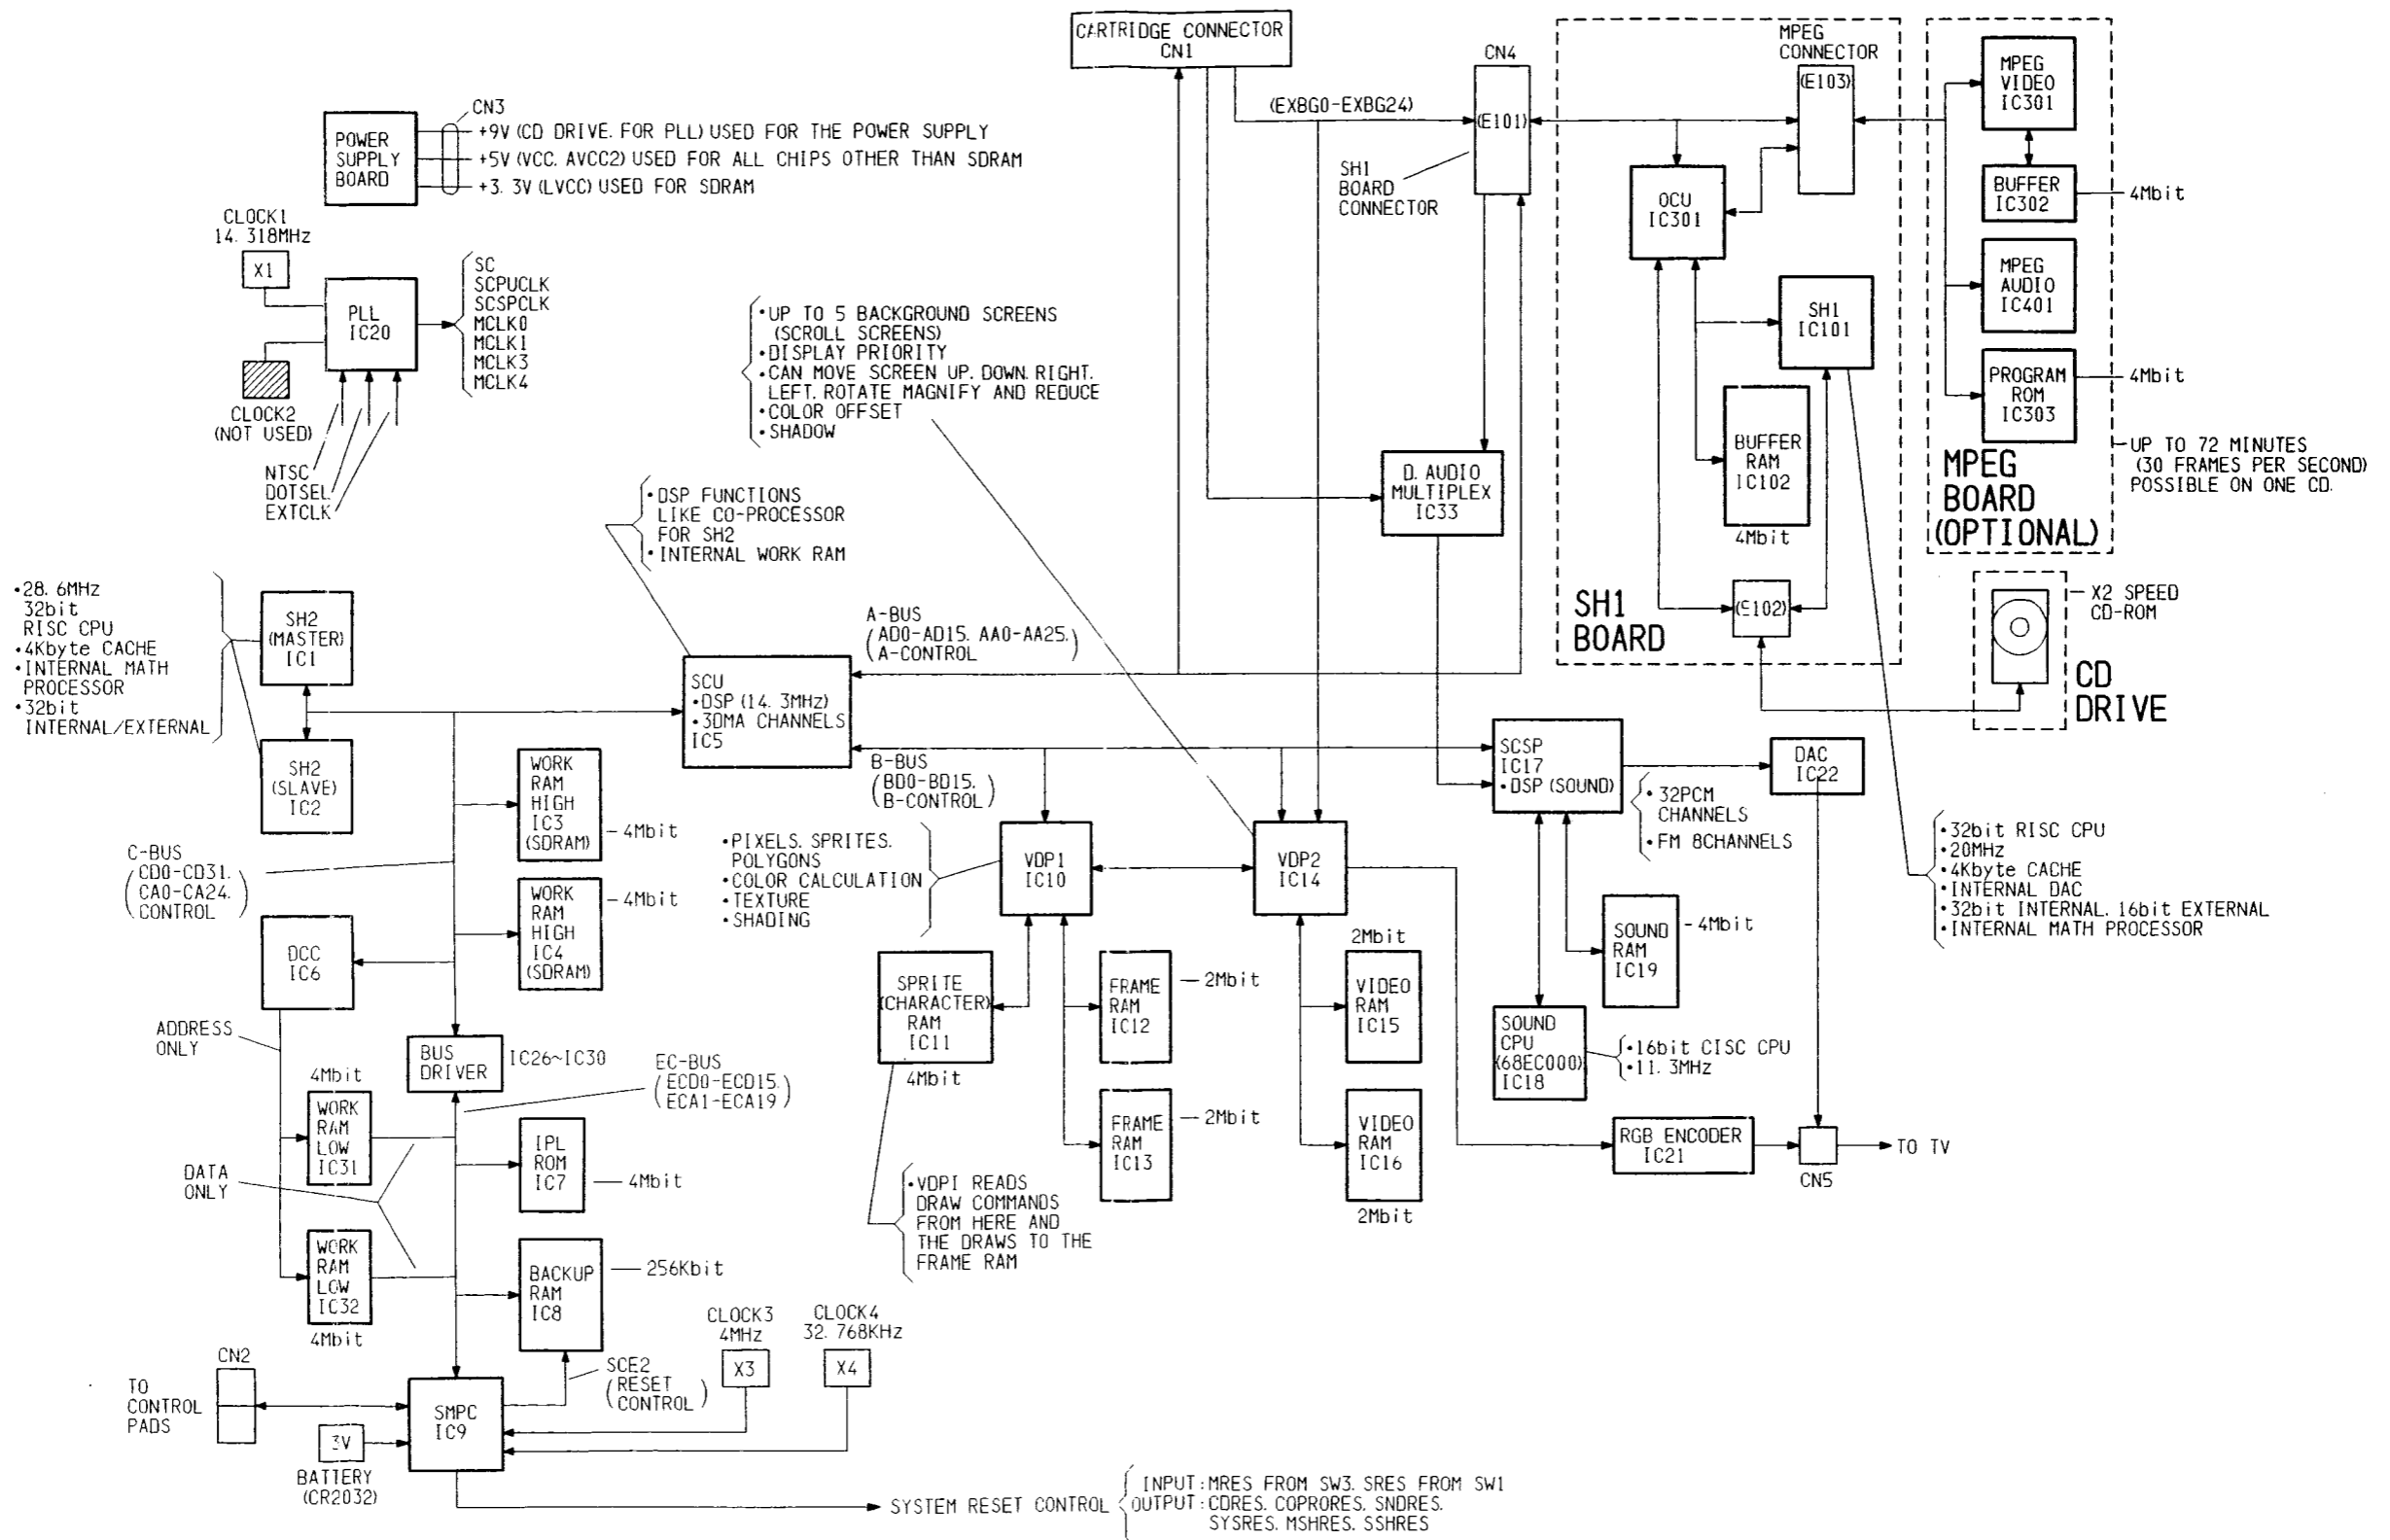 CARTRIDGE CONNECTOR
CN1
(EXBG0-EXBG24)
CN4
(E101)
SH1
BOARD
CONNECTOR
MPEG
CONNECTOR
(E103)
OCU
IC301
SH1
IC101
BUFFER
RAM
IC102
4Mbit
(E102)
SH1
BOARD
MPEG
VIDEO
IC301
BUFFER
IC302
4Mbit
MPEG
AUDIO
IC401
PROGRAM
ROM
IC303
4Mbit
MPEG
BOARD
(OPTIONAL)
UP TO 72 MINUTES
(30 FRAMES PER SECOND)
POSSIBLE ON ONE CD.
X2 SPEED
CD-ROM
CD
DRIVE
POWER
SUPPLY
BOARD
CN3
+9V (CD DRIVE. FOR PLL) USED FOR THE POWER SUPPLY
+5V (VCC. AVCC2) USED FOR ALL CHIPS OTHER THAN SDRAM
+3. 3V (LVCC) USED FOR SDRAM
CLOCK1
14. 318MHz
X1
PLL
IC20
SC
SCPUCLK
SCSPCLK
MCLK0
MCLK1
MCLK3
MCLK4
CLOCK2
(NOT USED)
NTSC
DOTSEL
EXTCLK
•UP TO 5 BACKGROUND SCREENS
(SCROLL SCREENS)
•DISPLAY PRIORITY
•CAN MOVE SCREEN UP. DOWN. RIGHT.
LEFT. ROTATE MAGNIFY AND REDUCE
•COLOR OFFSET
•SHADOW
•DSP FUNCTIONS
LIKE CO-PROCESSOR
FOR SH2
•INTERNAL WORK RAM
D. AUDIO
MULTIPLEX
IC33
•28. 6MHz
32bit
RISC CPU
•4Kbyte CACHE
•INTERNAL MATH
PROCESSOR
•32bit
INTERNAL/EXTERNAL
SH2
(MASTER)
IC1
SH2
(SLAVE)
IC2
SCU
•DSP (14. 3MHz)
•3DMA CHANNELS
IC5
A-BUS
(AD0-AD15. AA0-AA25.
A-CONTROL)
B-BUS
(BD0-BD15.
B-CONTROL)
WORK
RAM
HIGH
IC3
(SDRAM)
4Mbit
WORK
RAM
HIGH
IC4
(SDRAM)
4Mbit
C-BUS
(CD0-CD31.
CA0-CA24.
CONTROL)
DCC
IC6
ADDRESS
ONLY
BUS
DRIVER
IC26~IC30
EC-BUS
(ECD0-ECD15.
ECA1-ECA19)
4Mbit
WORK
RAM
LOW
IC31
DATA
ONLY
WORK
RAM
LOW
IC32
4Mbit
IPL
ROM
IC7
4Mbit
BACKUP
RAM
IC8
256Kbit
SCE2
(RESET
CONTROL)
CLOCK3
4MHz
X3
CLOCK4
32. 768KHz
X4
CN2
TO
CONTROL
PADS
3V
BATTERY
(CR2032)
SMPC
IC9
SYSTEM RESET CONTROL
INPUT : MRES FROM SW3. SRES FROM SW1
OUTPUT : CDRES. COPRORES. SNDRES.
SYSRES. MSHRES. SSHRES
•PIXELS. SPRITES.
POLYGONS
•COLOR CALCULATION
•TEXTURE
•SHADING
VDP1
IC10
VDP2
IC14
SPRITE
(CHARACTER)
RAM
IC11
4Mbit
FRAME
RAM
IC12
2Mbit
FRAME
RAM
IC13
2Mbit
•VDPI READS
DRAW COMMANDS
FROM HERE AND
THE DRAWS TO THE
FRAME RAM
2Mbit
VIDEO
RAM
IC15
VIDEO
RAM
IC16
2Mbit
SCSP
IC17
•DSP (SOUND)
• 32PCM
CHANNELS
• FM 8CHANNELS
DAC
IC22
SOUND
RAM
IC19
4Mbit
SOUND
CPU
(68EC000)
IC18
•16bit CISC CPU
•11. 3MHz
•32bit RISC CPU
•20MHz
•4Kbyte CACHE
•INTERNAL DAC
•32bit INTERNAL. 16bit EXTERNAL
•INTERNAL MATH PROCESSOR
RGB ENCODER
IC21
CN5
TO TV